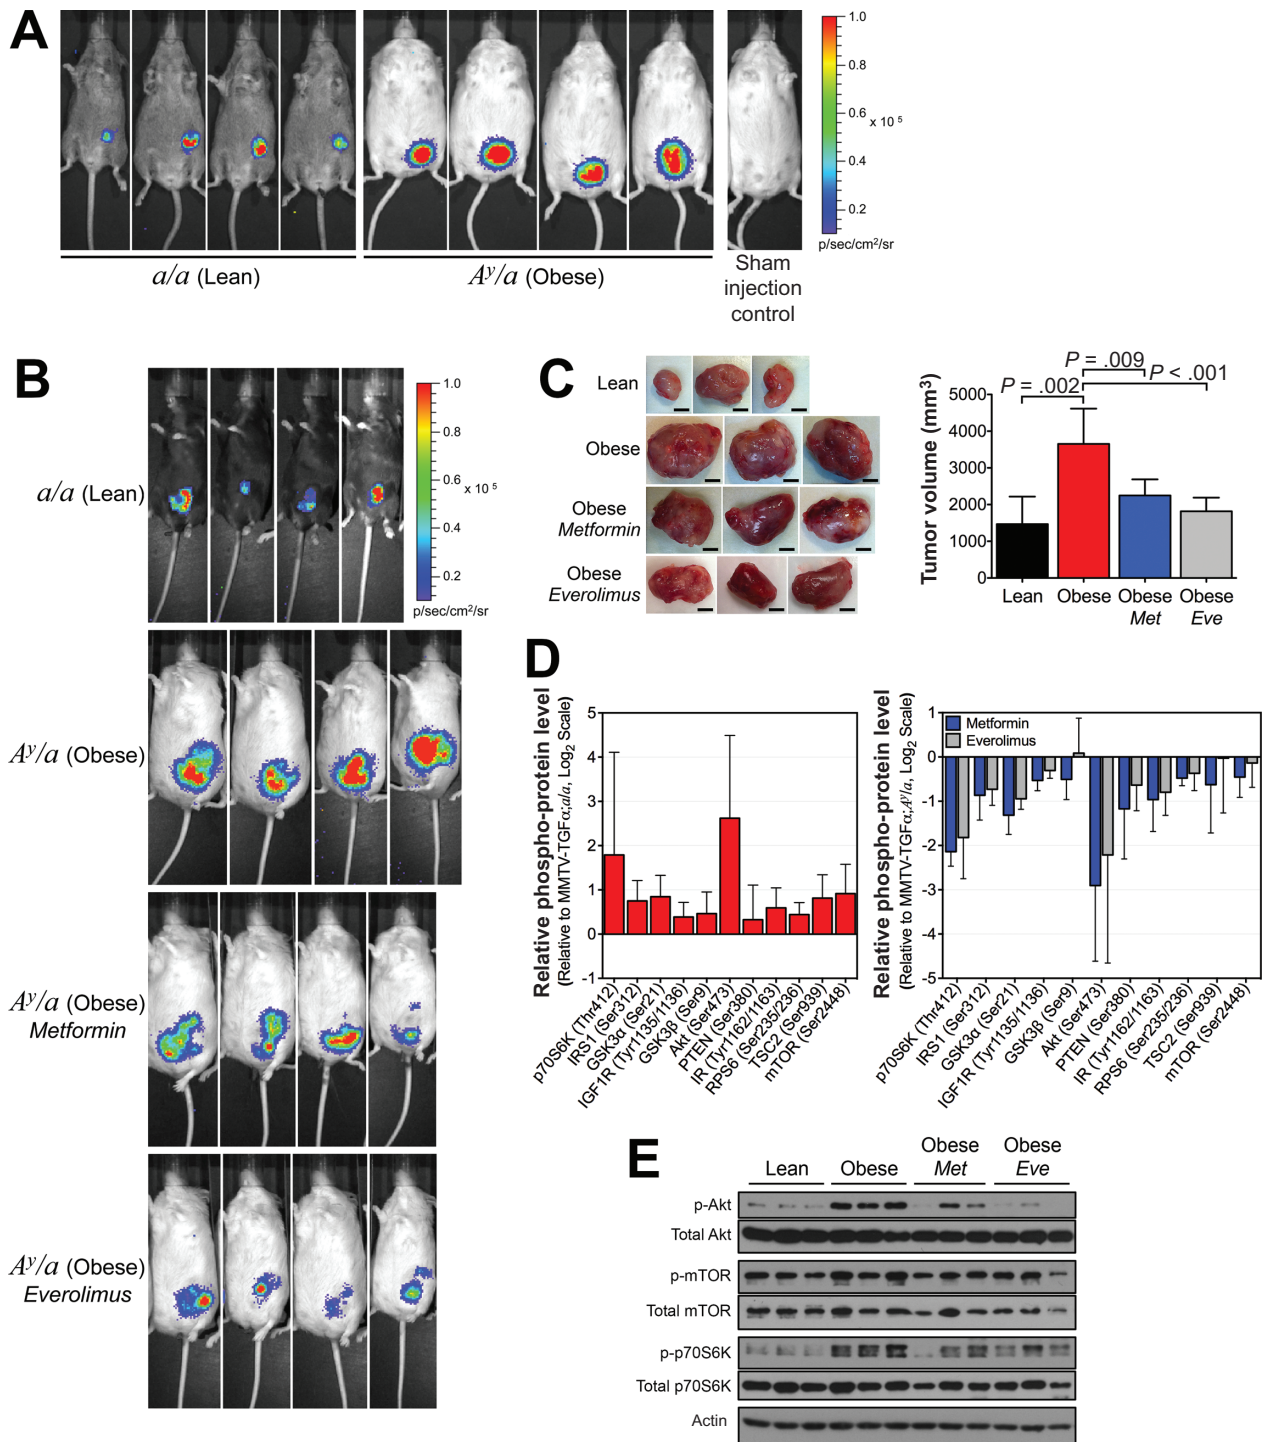 A
1.0
0.8
0.6
x 10 5
0.4
0.2
p/sec/cm2/sr
a/a (Lean)
Ay/a (Obese)
Sham
injection
control
B
1.0
0.8
0.6
x 10 5
0.4
0.2
p/sec/cm2/sr
a/a (Lean)
Ay/a (Obese)
Ay/a (Obese)
Metformin
Ay/a (Obese)
Everolimus
C
Lean
Obese
Obese
Metformin
Obese
Everolimus
P = .009
P = .002
P < .001
Tumor volume (mm3)
5000
4000
3000
2000
1000
0
Lean
Obese
Obese
Met
Obese
Eve
D
Relative phospho-protein level
(Relative to MMTV-TGFα;a/a, Log2 Scale)
5
4
3
2
1
0
-1
p70S6K (Thr412)
IRS1 (Ser312)
GSK3α (Ser21)
IGF1R (Tyr1135/1136)
GSK3β (Ser9)
Akt (Ser473)
PTEN (Ser380)
IR (Tyr1162/1163)
RPS6 (Ser235/236)
TSC2 (Ser939)
mTOR (Ser2448)
Relative phospho-protein level
(Relative to MMTV-TGFα;Ay/a, Log2 Scale)
1
0
-1
-2
-3
-4
-5
Metformin
Everolimus
p70S6K (Thr412)
IRS1 (Ser312)
GSK3α (Ser21)
IGF1R (Tyr1135/1136)
GSK3β (Ser9)
Akt (Ser473)
PTEN (Ser380)
IR (Tyr1162/1163)
RPS6 (Ser235/236)
TSC2 (Ser939)
mTOR (Ser2448)
E
Lean
Obese
Obese
Met
Obese
Eve
p-Akt
Total Akt
p-mTOR
Total mTOR
p-p70S6K
Total p70S6K
Actin